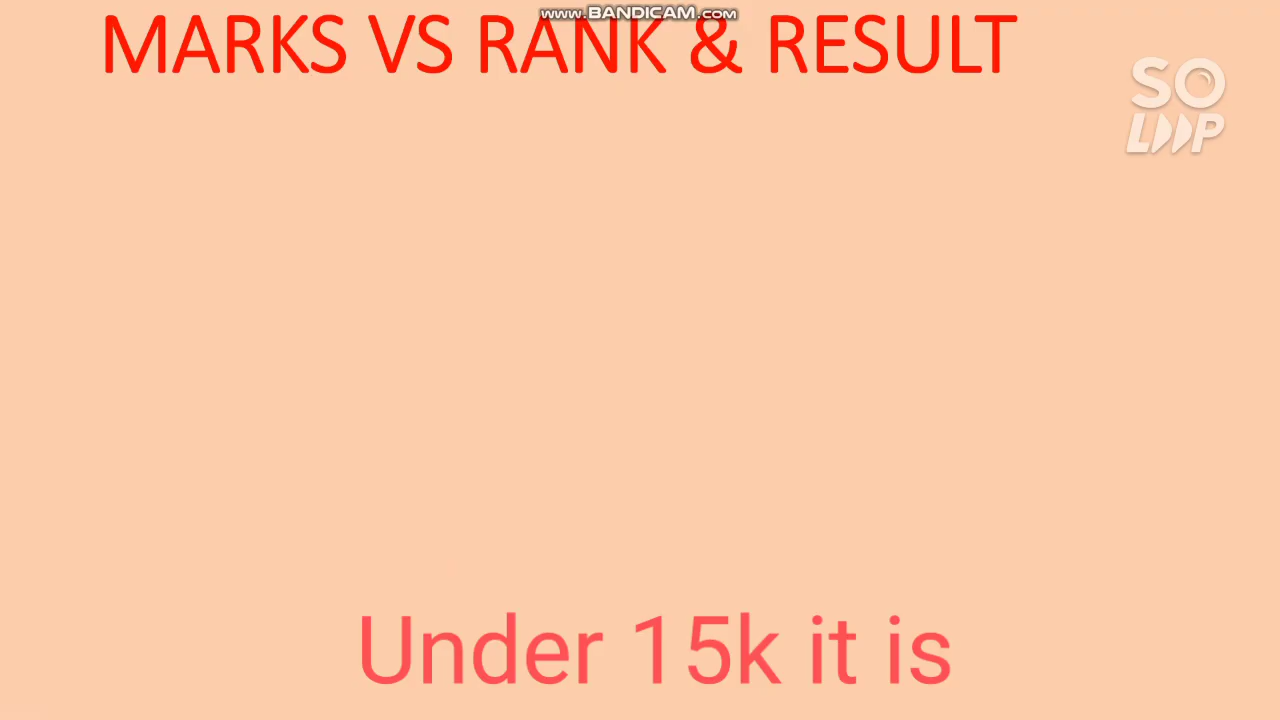 www.BANDICAM.com
MARKS VS RANK & RESULT
SO
LOOP
Under 15k it is